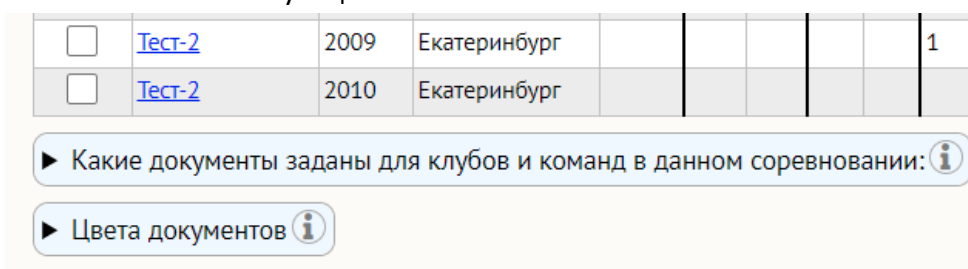 Тест-2 2009 Екатеринбург 1
Тест-2 2010 Екатеринбург
Какие документы заданы для клубов и команд в данном соревновании:
Цвета документов